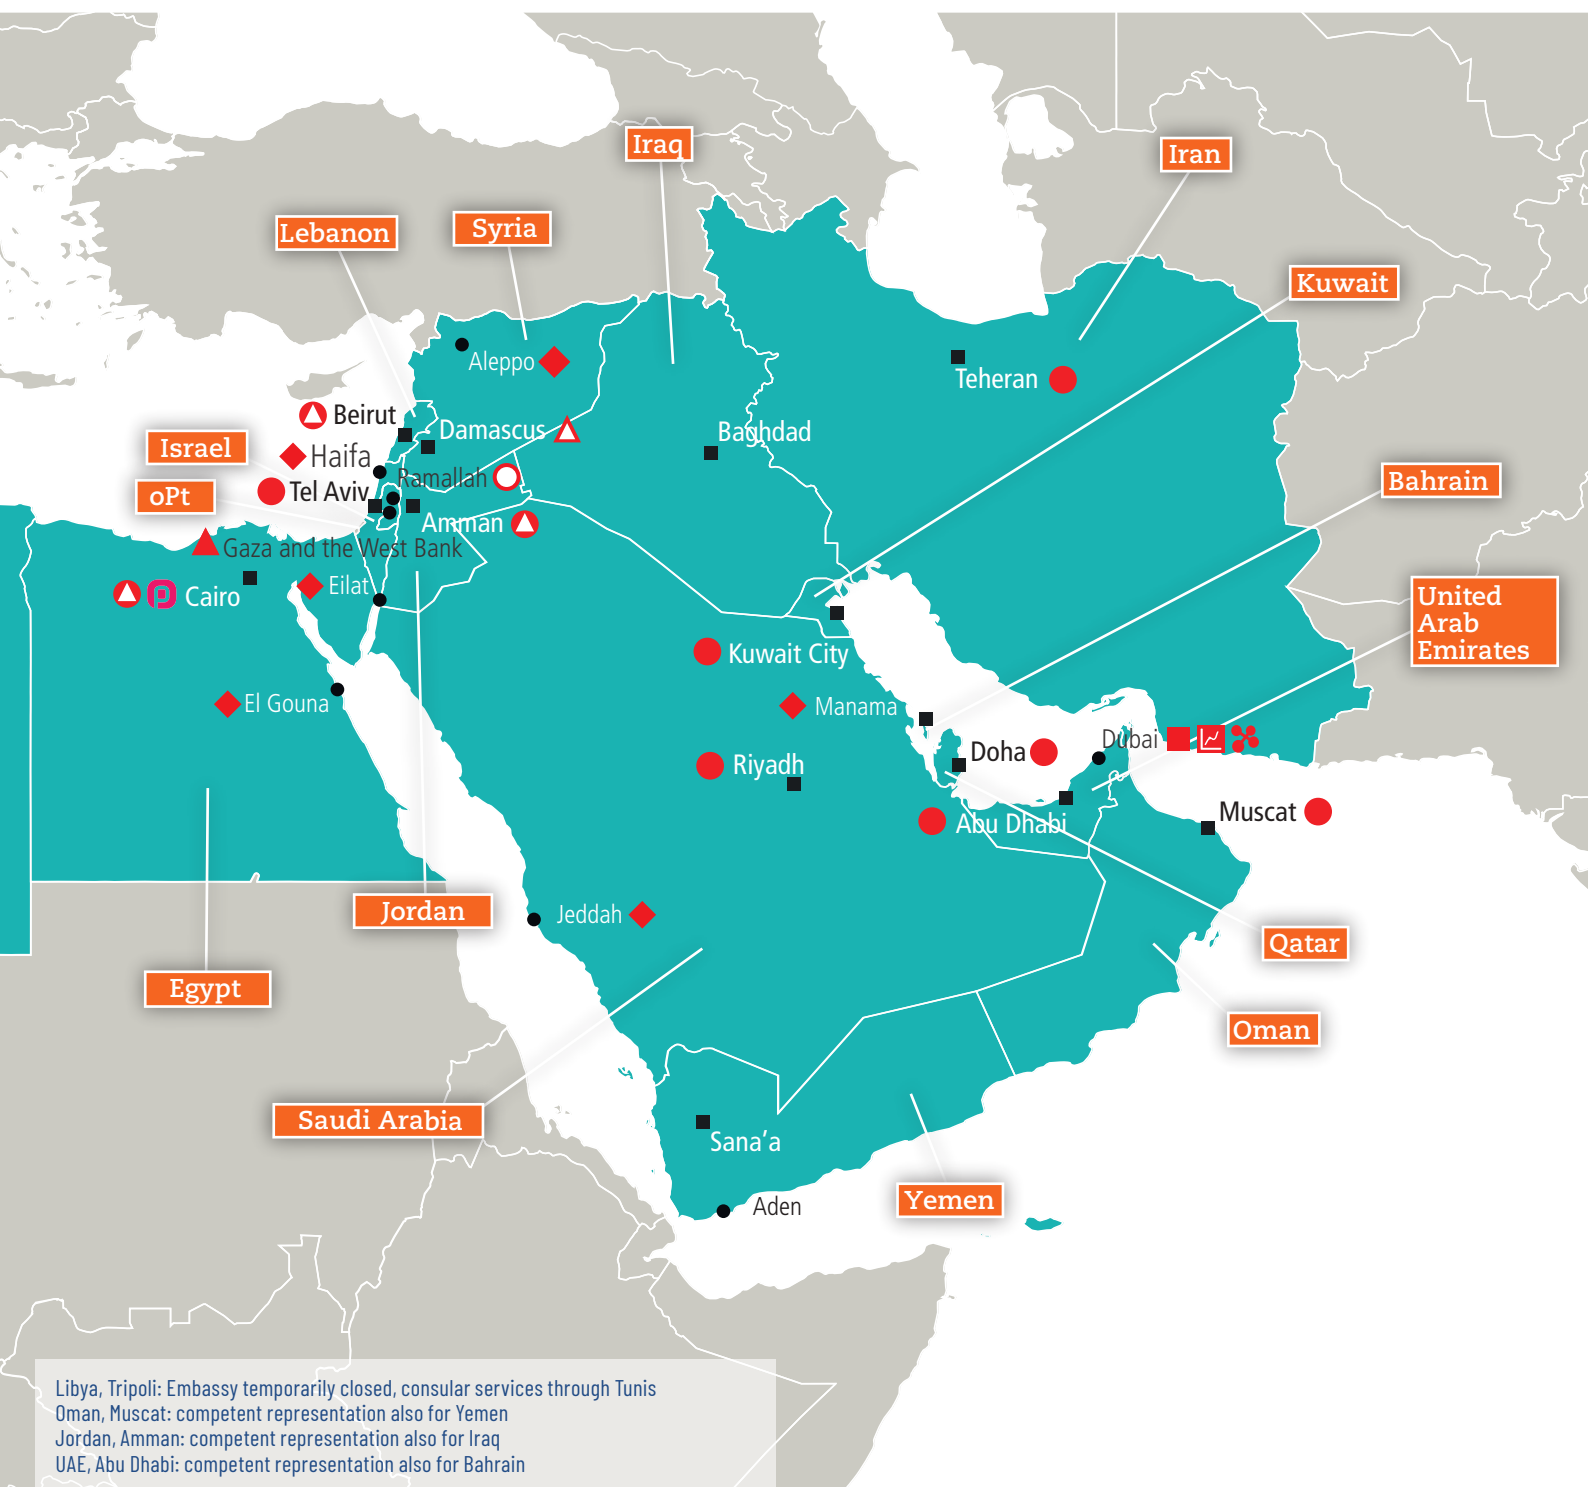 Iraq
Iran
Lebanon
Syria
Kuwait
Aleppo
Teheran
Beirut
Damascus
Baghdad
Israel
Haifa
Ramallah
Bahrain
oPt
Tel Aviv
Amman
Gaza and the West Bank
Eilat
Cairo
United
Arab
Emirates
Kuwait City
El Gouna
Manama
Dubai
Doha
Riyadh
Muscat
Abu Dhabi
Jordan
Jeddah
Qatar
Egypt
Oman
Saudi Arabia
Sana’a
Yemen
Aden
Libya, Tripoli: Embassy temporarily closed, consular services through Tunis
Oman, Muscat: competent representation also for Yemen
Jordan, Amman: competent representation also for Iraq
UAE, Abu Dhabi: competent representation also for Bahrain